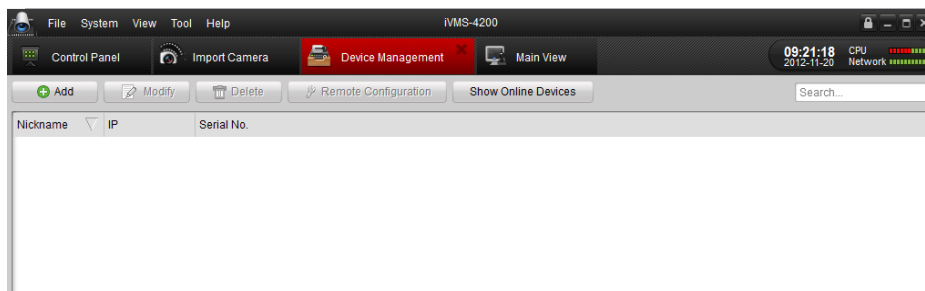 File System View Tool Help iVMS-4200
Control Panel Import Camera Device Management Main View 09:21:18 CPU
2012-11-20 Network
Add Modify Delete Remote Configuration Show Online Devices Search...
Nickname IP Serial No.